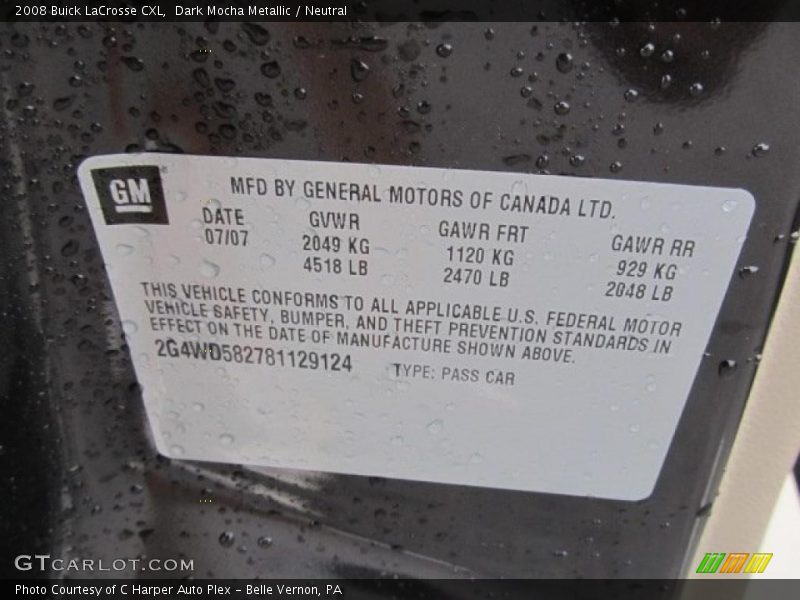 2008 Buick LaCrosse CXL, Dark Mocha Metallic / Neutral
GM
MFD BY GENERAL MOTORS OF CANADA LTD.
DATE GVWR GAWR FRT GAWR RR
07/07 2049 KG 1120 KG 929 KG
4518 LB 2470 LB 2048 LB
THIS VEHICLE CONFORMS TO ALL APPLICABLE U.S. FEDERAL MOTOR
VEHICLE SAFETY, BUMPER, AND THEFT PREVENTION STANDARDS IN
EFFECT ON THE DATE OF MANUFACTURE SHOWN ABOVE.
2G4WD582781129124 TYPE: PASS CAR
GTCARLOT.COM
Photo Courtesy of C Harper Auto Plex - Belle Vernon, PA